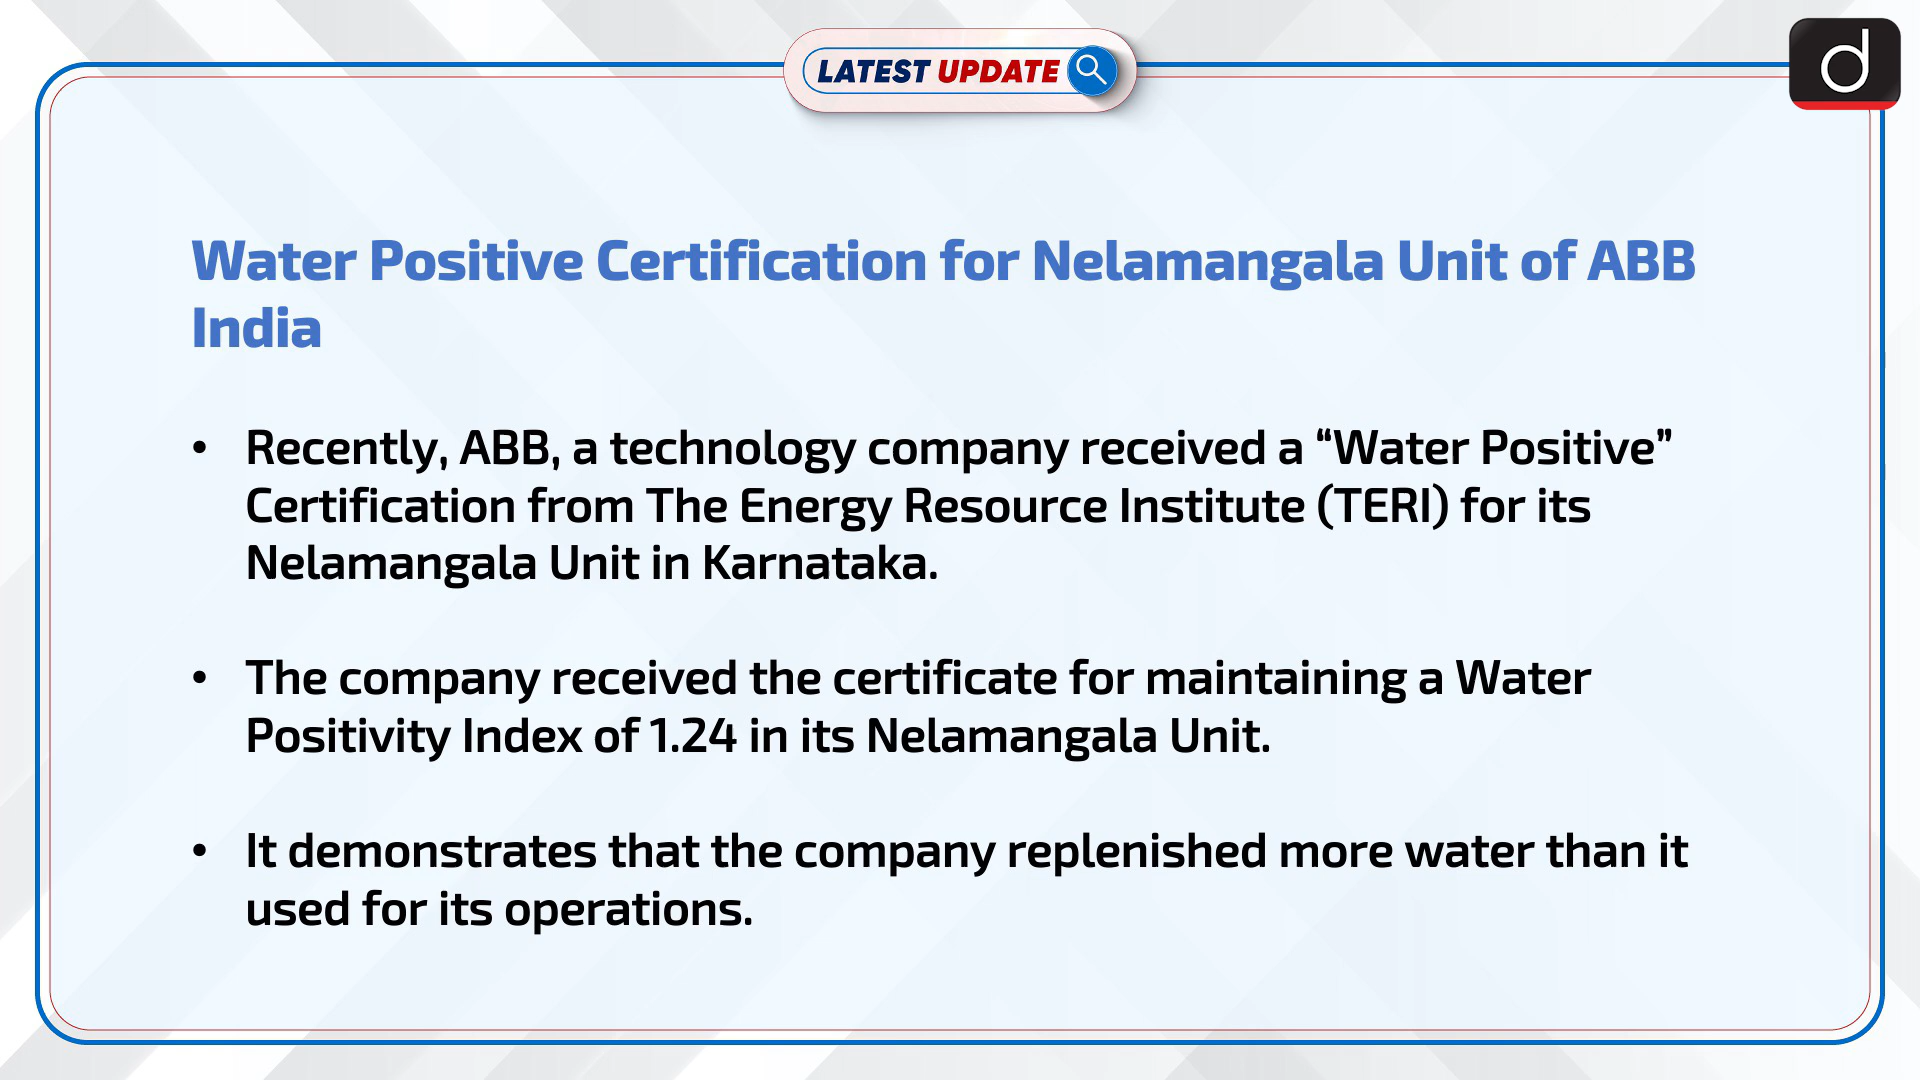 LATEST UPDATE
d
Water Positive Certification for Nelamangala Unit of ABB
India
• Recently, ABB, a technology company received a “Water Positive”
Certification from The Energy Resource Institute (TERI) for its
Nelamangala Unit in Karnataka.
• The company received the certificate for maintaining a Water
Positivity Index of 1.24 in its Nelamangala Unit.
• It demonstrates that the company replenished more water than it
used for its operations.